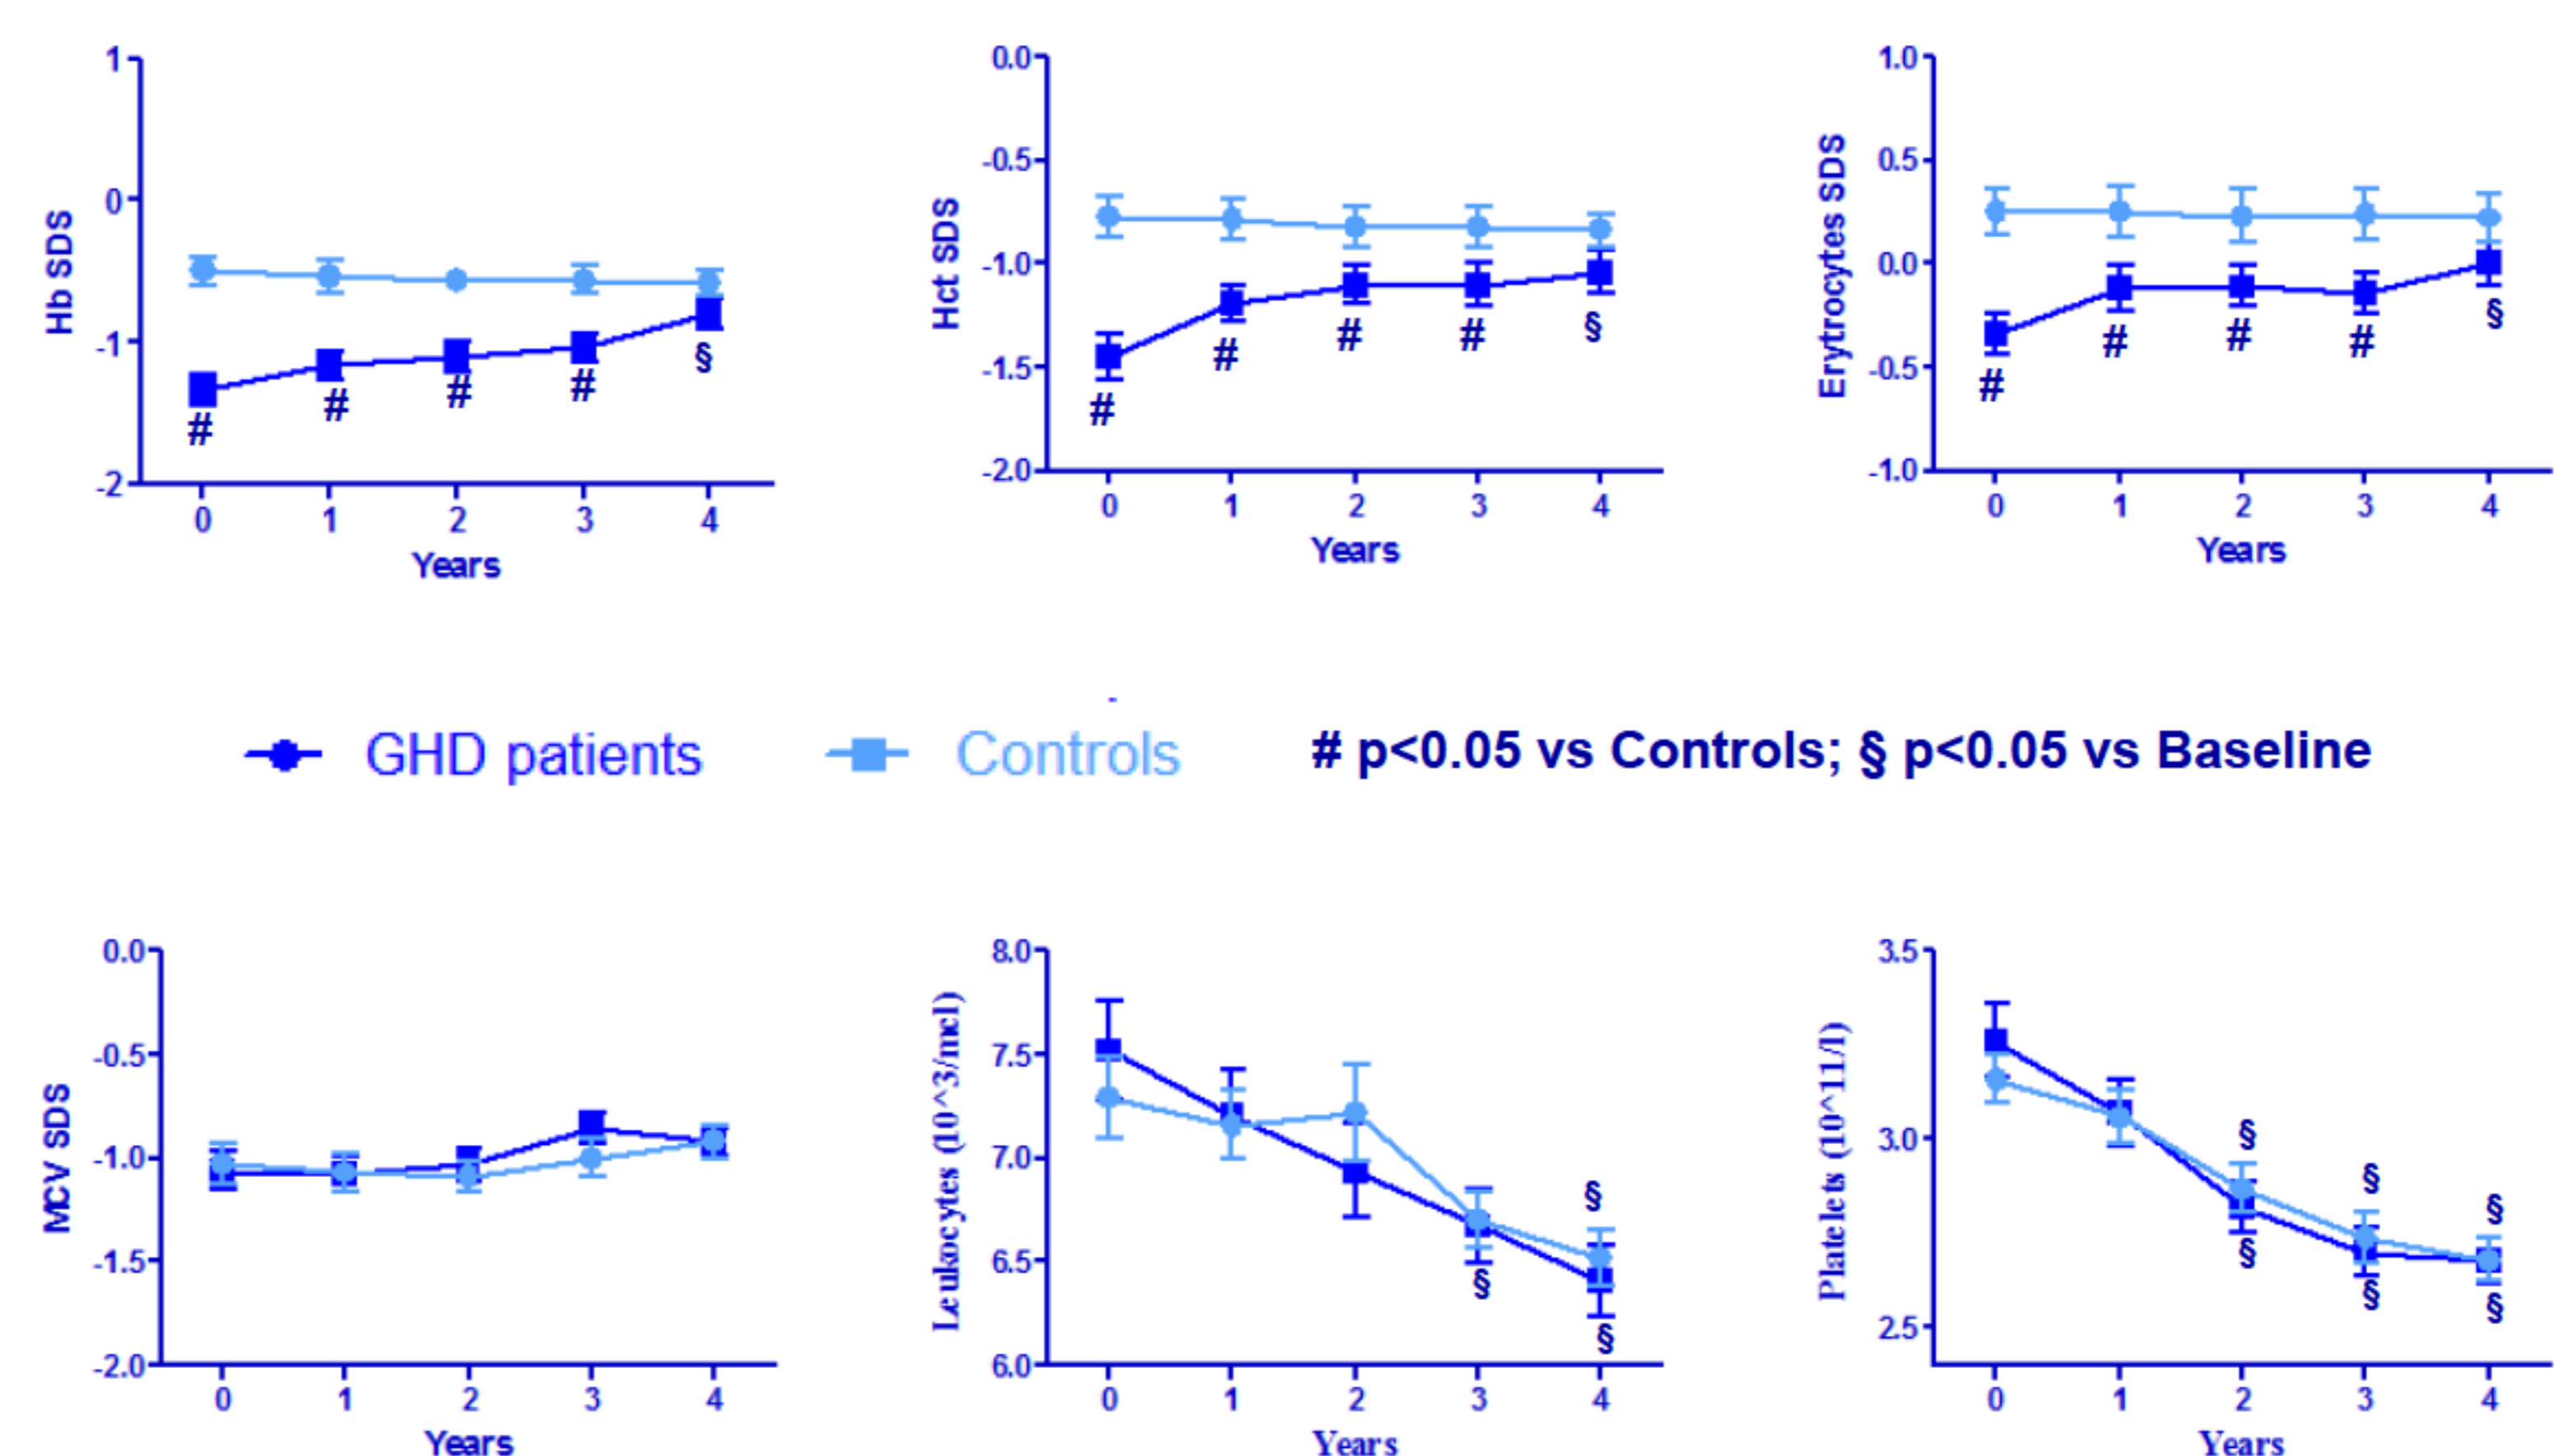 Hb SDS
1
0
-1
-2
# # # # §
0 1 2 3 4
Years
Hct SDS
0.0
-0.5
-1.0
-1.5
-2.0
# # # # §
0 1 2 3 4
Years
Erytrocytes SDS
1.0
0.5
0.0
-0.5
-1.0
# # # # §
0 1 2 3 4
Years
GHD patients Controls # p<0.05 vs Controls; § p<0.05 vs Baseline
MCV SDS
0.0
-0.5
-1.0
-1.5
-2.0
0 1 2 3 4
Years
Leukocytes (10^3/mcl)
8.0
7.5
7.0
6.5
6.0
§
§ §
0 1 2 3 4
Years
Platelets (10^11/l)
3.5
3.0
2.5
§ § §
§ § §
0 1 2 3 4
Years